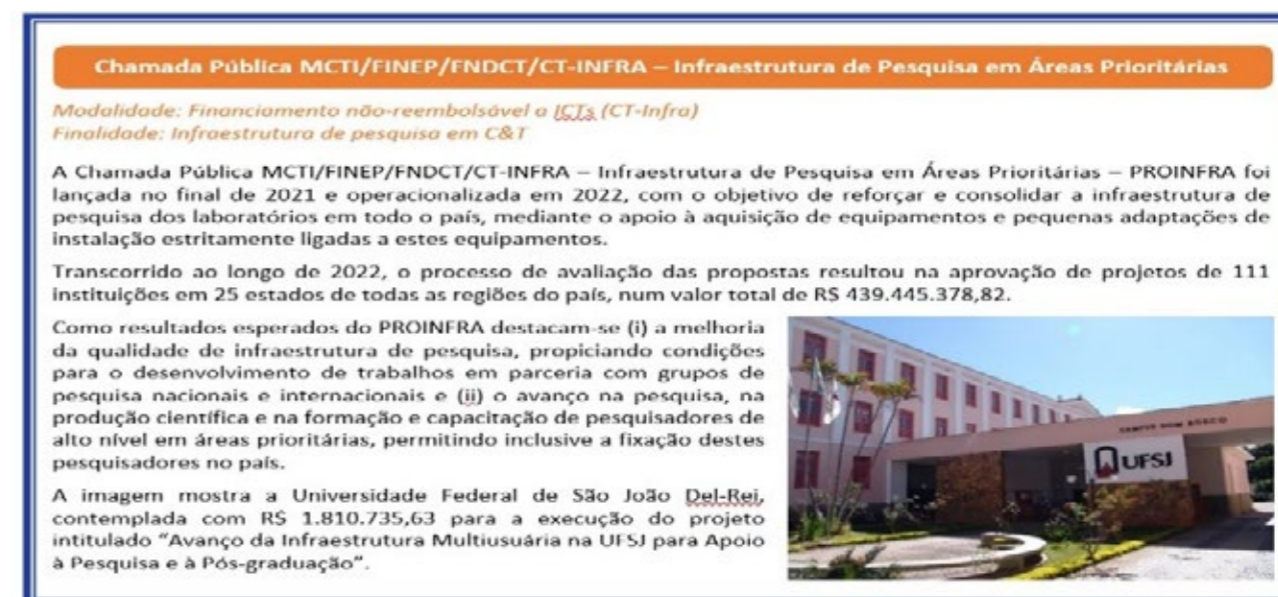 Chamada Pública MCTI/FINEP/FNDCT/CT-INFRA – Infraestrutura de Pesquisa em Áreas Prioritárias
Modalidade: Financiamento não-reembolsável a ICTs (CT-Infra)
Finalidade: Infraestrutura de pesquisa em C&T
A Chamada Pública MCTI/FINEP/FNDCT/CT-INFRA – Infraestrutura de Pesquisa em Áreas Prioritárias – PROINFRA foi
lançada no final de 2021 e operacionalizada em 2022, com o objetivo de reforçar e consolidar a infraestrutura de
pesquisa dos laboratórios em todo o país, mediante o apoio à aquisição de equipamentos e pequenas adaptações de
instalação estritamente ligadas a estes equipamentos.
Transcorrido ao longo de 2022, o processo de avaliação das propostas resultou na aprovação de projetos de 111
instituições em 25 estados de todas as regiões do país, num valor total de R$ 439.445.378,82.
Como resultados esperados do PROINFRA destacam-se (i) a melhoria
da qualidade de infraestrutura de pesquisa, propiciando condições
para o desenvolvimento de trabalhos em parceria com grupos de
pesquisa nacionais e internacionais e (ii) o avanço na pesquisa, na
produção científica e na formação e capacitação de pesquisadores de
alto nível em áreas prioritárias, permitindo inclusive a fixação destes
pesquisadores no país.
A imagem mostra a Universidade Federal de São João Del-Rei,
contemplada com R$ 1.810.735,63 para a execução do projeto
intitulado “Avanço da Infraestrutura Multiusuária na UFSJ para Apoio
à Pesquisa e à Pós-graduação”.
CAMPUS DOM BOSCO
UFSJ